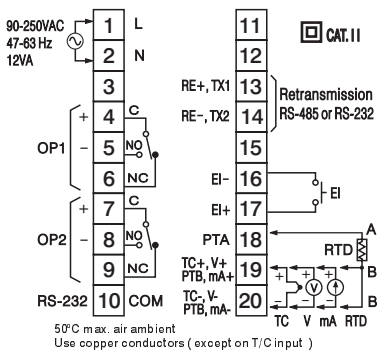 90-250VAC
47-63 Hz
12VA
1 L
2 N
3
4 + C
5 - NO
6 NC
OP1
7 + C
8 - NO
9 NC
OP2
RS-232 10 COM
50°C max. air ambient
Use copper conductors ( except on T/C input )
11
12
CAT. II
RE+, TX1 13
RE-, TX2 14
Retransmission
RS-485 or RS-232
15
EI- 16
EI+ 17
EI
PTA 18 A
RTD
TC+, V+
PTB, mA+ 19 + + + B
V
TC-, V-
PTB, mA- 20 - - - B
TC V mA RTD